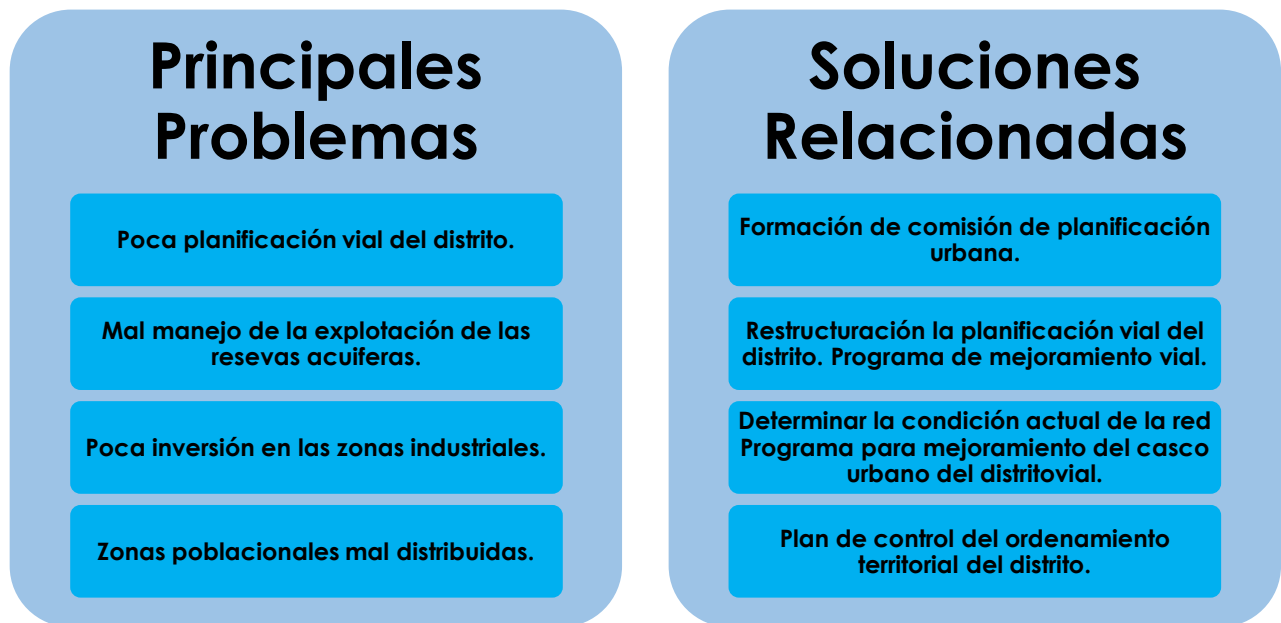 Principales
Problemas
Poca planificación vial del distrito.
Mal manejo de la explotación de las
resevas acuiferas.
Poca inversión en las zonas industriales.
Zonas poblacionales mal distribuidas.
Soluciones
Relacionadas
Formación de comisión de planificación
urbana.
Restructuración la planificación vial del
distrito. Programa de mejoramiento vial.
Determinar la condición actual de la red
Programa para mejoramiento del casco
urbano del distritovial.
Plan de control del ordenamiento
territorial del distrito.